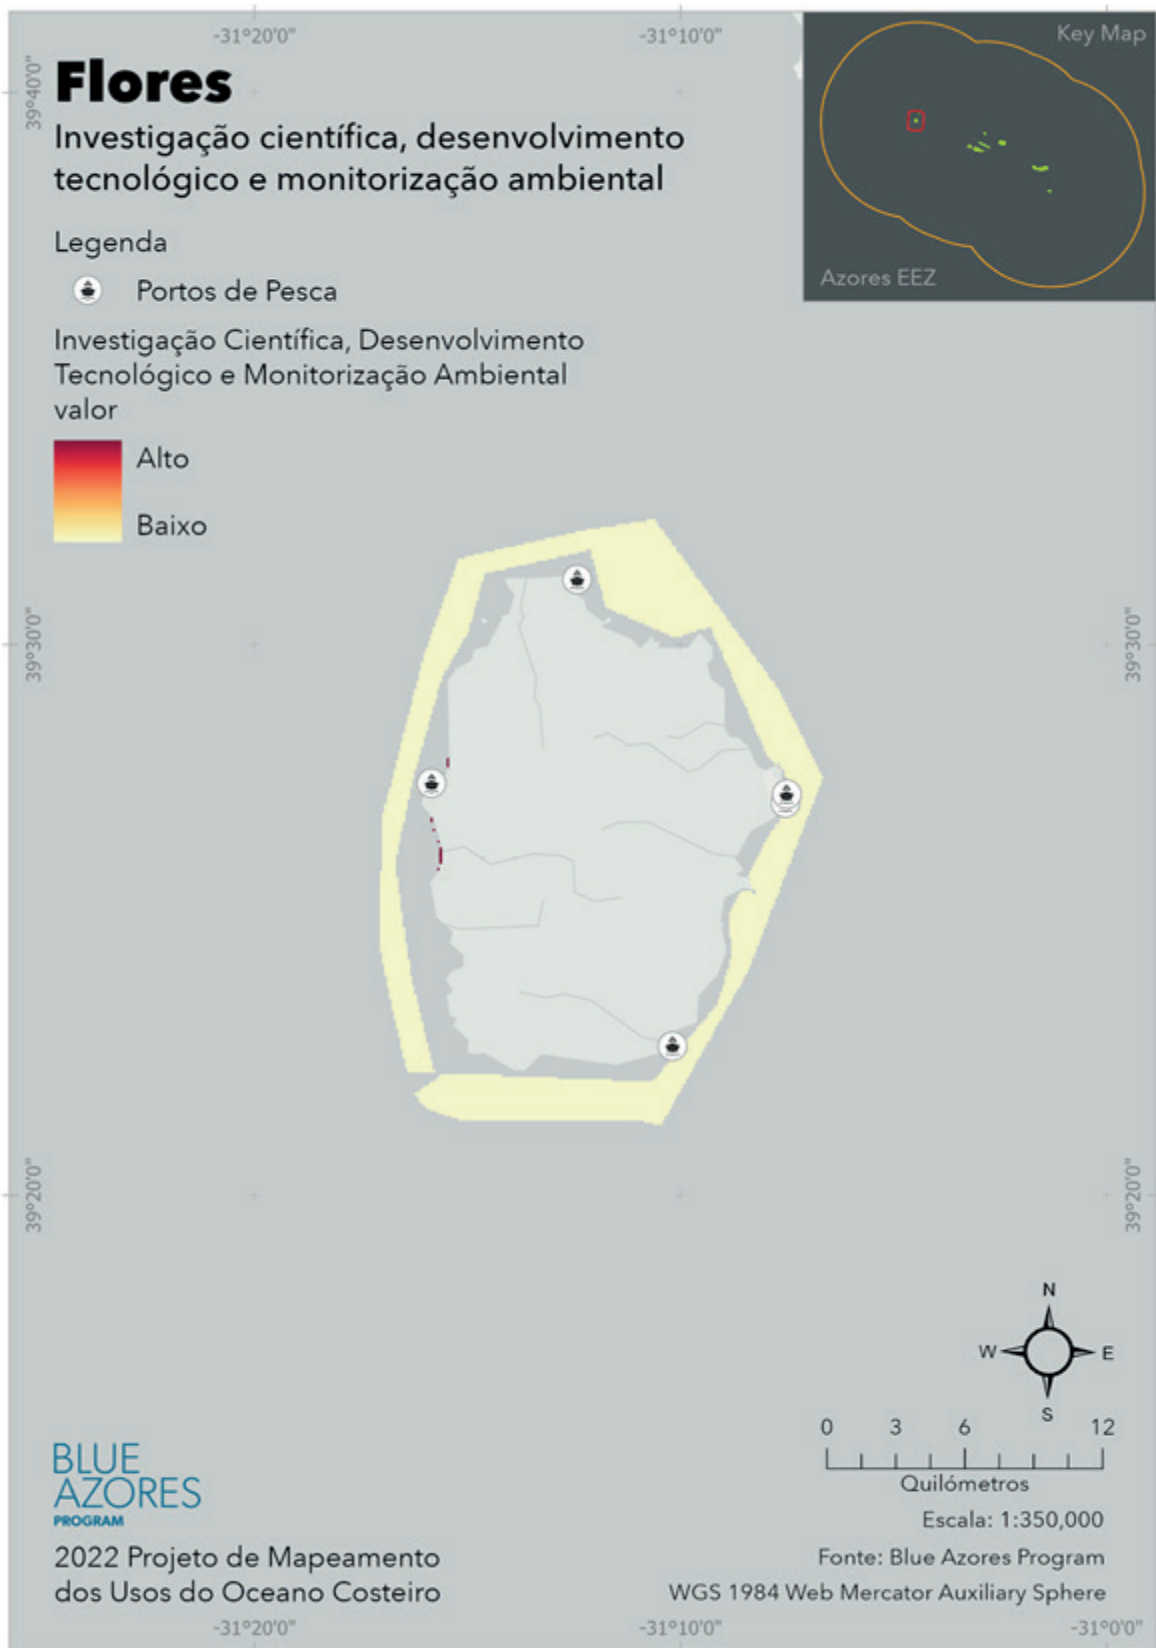 -31°20'0"
-31°10'0"
Key Map
39°40'0"
Flores
Investigação científica, desenvolvimento
tecnológico e monitorização ambiental
Legenda
Portos de Pesca
Azores EEZ
Investigação Científica, Desenvolvimento
Tecnológico e Monitorização Ambiental
valor
Alto
Baixo
39°30'0"
39°30'0"
39°20'0"
39°20'0"
N
W
E
S
0 3 6 12
Quilómetros
Escala: 1:350,000
Fonte: Blue Azores Program
WGS 1984 Web Mercator Auxiliary Sphere
BLUE
AZORES
PROGRAM
2022 Projeto de Mapeamento
dos Usos do Oceano Costeiro
-31°20'0"
-31°10'0"
-31°0'0"